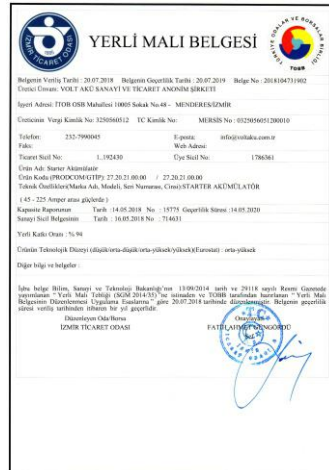 İZMİR TİCARET ODASI
YERLİ MALI BELGESİ
TOBB
Belgenin Veriliş Tarihi : 20.07.2018 Belgenin Geçerlilik Tarihi : 20.07.2019 Belge No : 2018104731902
Üretici Ünvanı: VOLT AKÜ SANAYİ VE TİCARET ANONİM ŞİRKETİ
İşyeri Adresi: İTOB OSB Mahallesi 10005 Sokak No.48 - MENDERES/İZMİR
Üreticinin Vergi Kimlik No: 3250560512 TC Kimlik No: MERSİS No : 0325056051200010
Telefon: 232-7990045 E-posta: info@voltaku.com.tr
Faks: Web Adresi:
Ticaret Sicil No: 1..192430 Üye Sicil No: 1786361
Ürün Adı: Starter Akümülatör
Ürün Kodu (PRODCOM/GTİP): 27.20.21.00.00 / 27.20.21.00.00
Teknik Özellikleri(Marka Adı, Modeli, Seri Numarası, Cinsi):STARTER AKÜMÜLATÖR
( 45 - 225 Amper arası güçlerde )
Kapasite Raporunun Tarih :14.05.2018 No : 15775 Geçerlilik Süresi :14.05.2020
Sanayi Sicil Belgesinin Tarih : 16.05.2018 No : 714631
Yerli Katkı Oranı : % 94
Ürünün Teknolojik Düzeyi (düşük/orta-düşük/orta-yüksek/yüksek)(Eurostat) : orta-yüksek
Diğer bilgi ve belgeler :
İşbu belge Bilim, Sanayi ve Teknoloji Bakanlığı'nın 13/09/2014 tarih ve 29118 sayılı Resmi Gazetede
yayımlanan " Yerli Malı Tebliği (SGM 2014/35) "ne istinaden ve TOBB tarafından hazırlanan " Yerli Malı
Belgesinin Düzenlenmesi Uygulama Esaslarına " göre 20.07.2018 tarihinde düzenlenmiştir. Belgenin geçerlilik
süresi veriliş tarihinden itibaren bir yıl geçerlidir.
Düzenleyen Oda/Borsa Onaylayan
İZMİR TİCARET ODASI FATİH AHMET GÜNGÖRDÜ